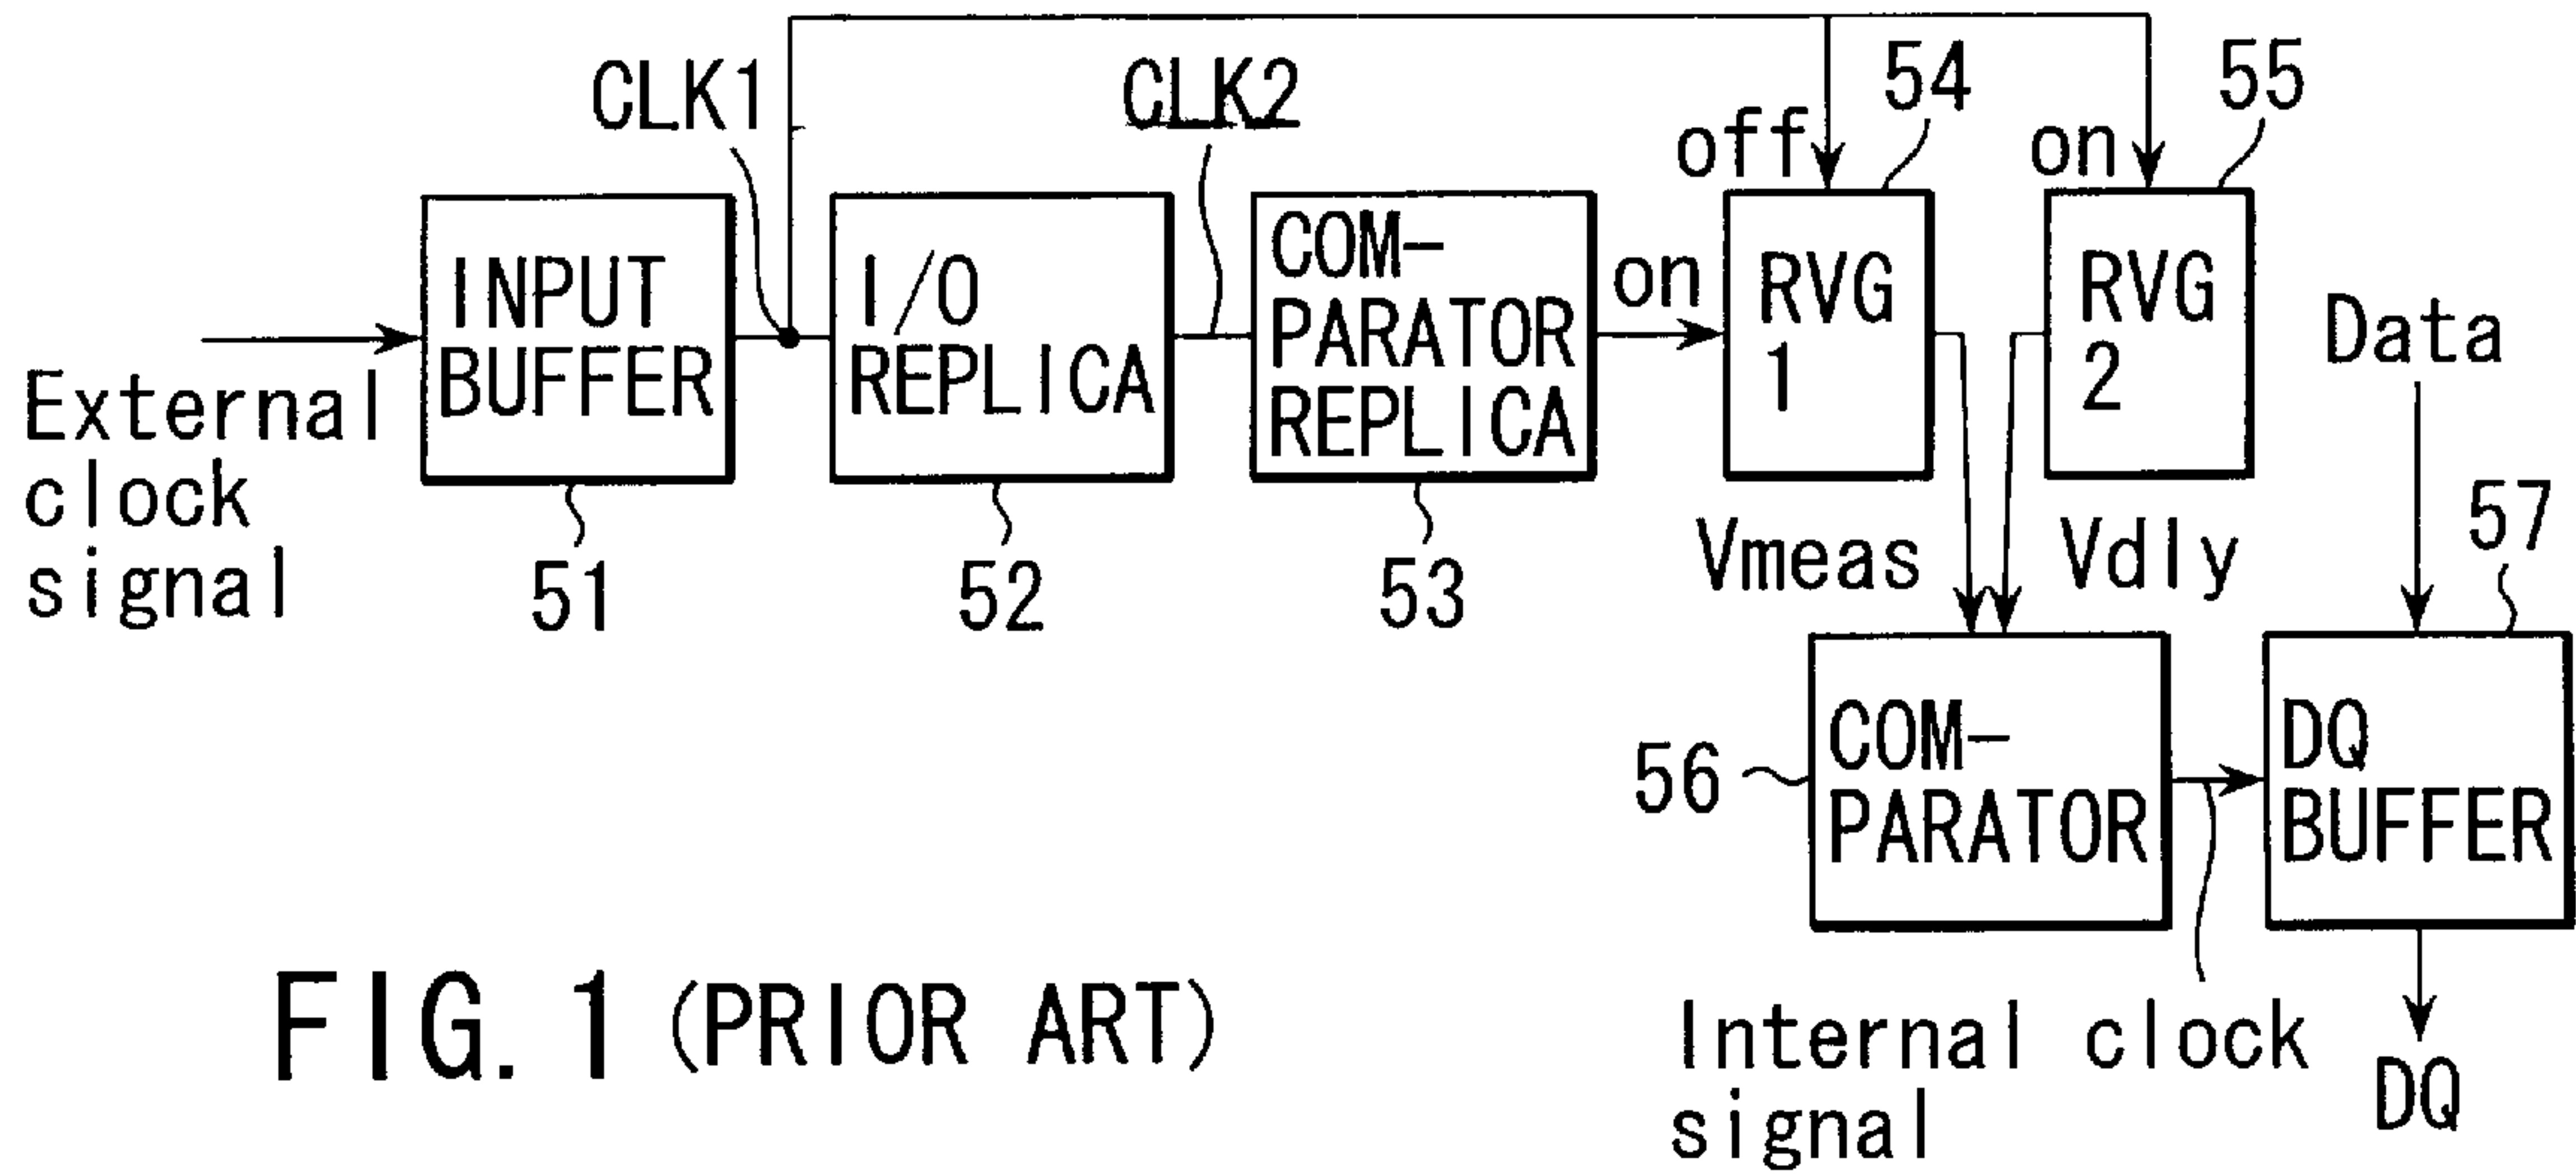 CLK1
CLK2
54
55
off
on
INPUT
BUFFER
I/O
REPLICA
COM-
PARATOR
REPLICA
on
RVG
1
RVG
2
Data
External
clock
signal
51
52
53
Vmeas
Vdly
57
56
COM-
PARATOR
DQ
BUFFER
FIG. 1 (PRIOR ART)
Internal clock
signal
DQ